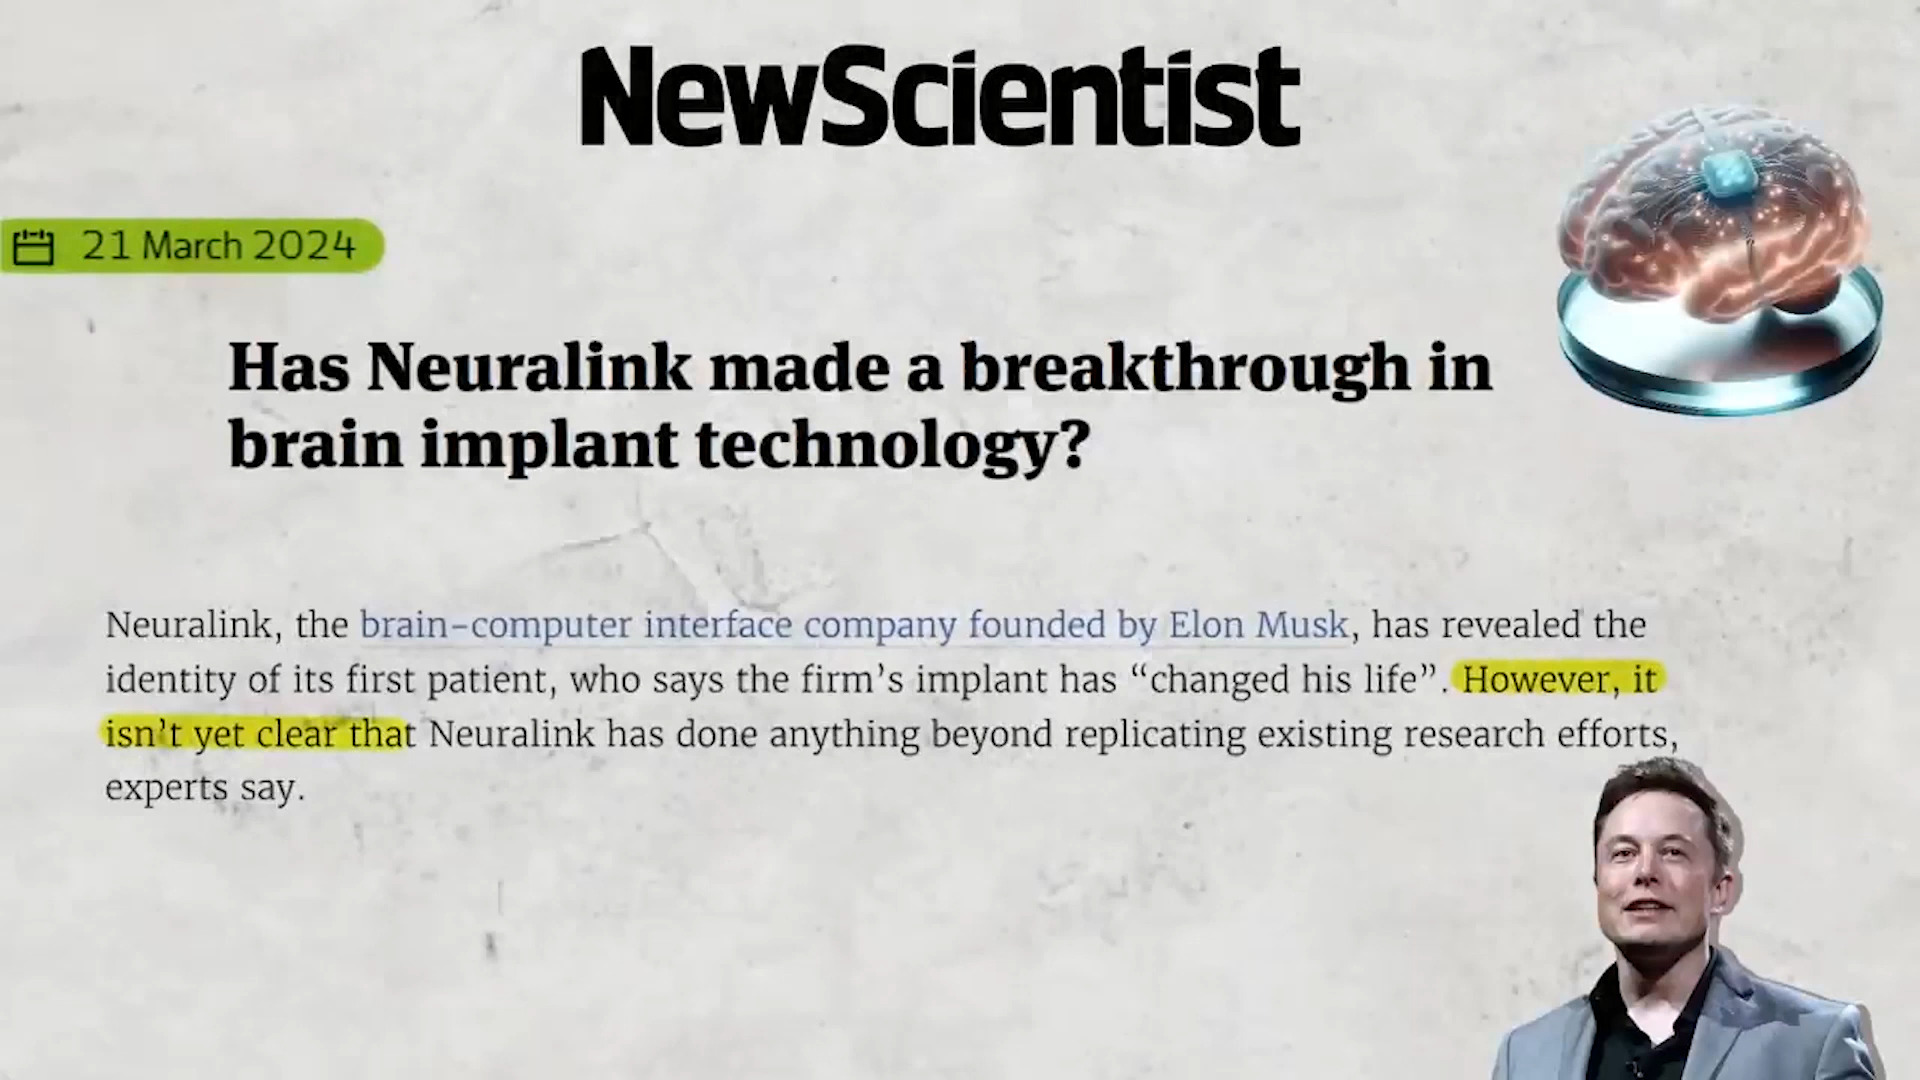 NewScientist
21 March 2024
Has Neuralink made a breakthrough in
brain implant technology?
Neuralink, the brain-computer interface company founded by Elon Musk, has revealed the
identity of its first patient, who says the firm’s implant has “changed his life”. However, it
isn’t yet clear that Neuralink has done anything beyond replicating existing research efforts,
experts say.